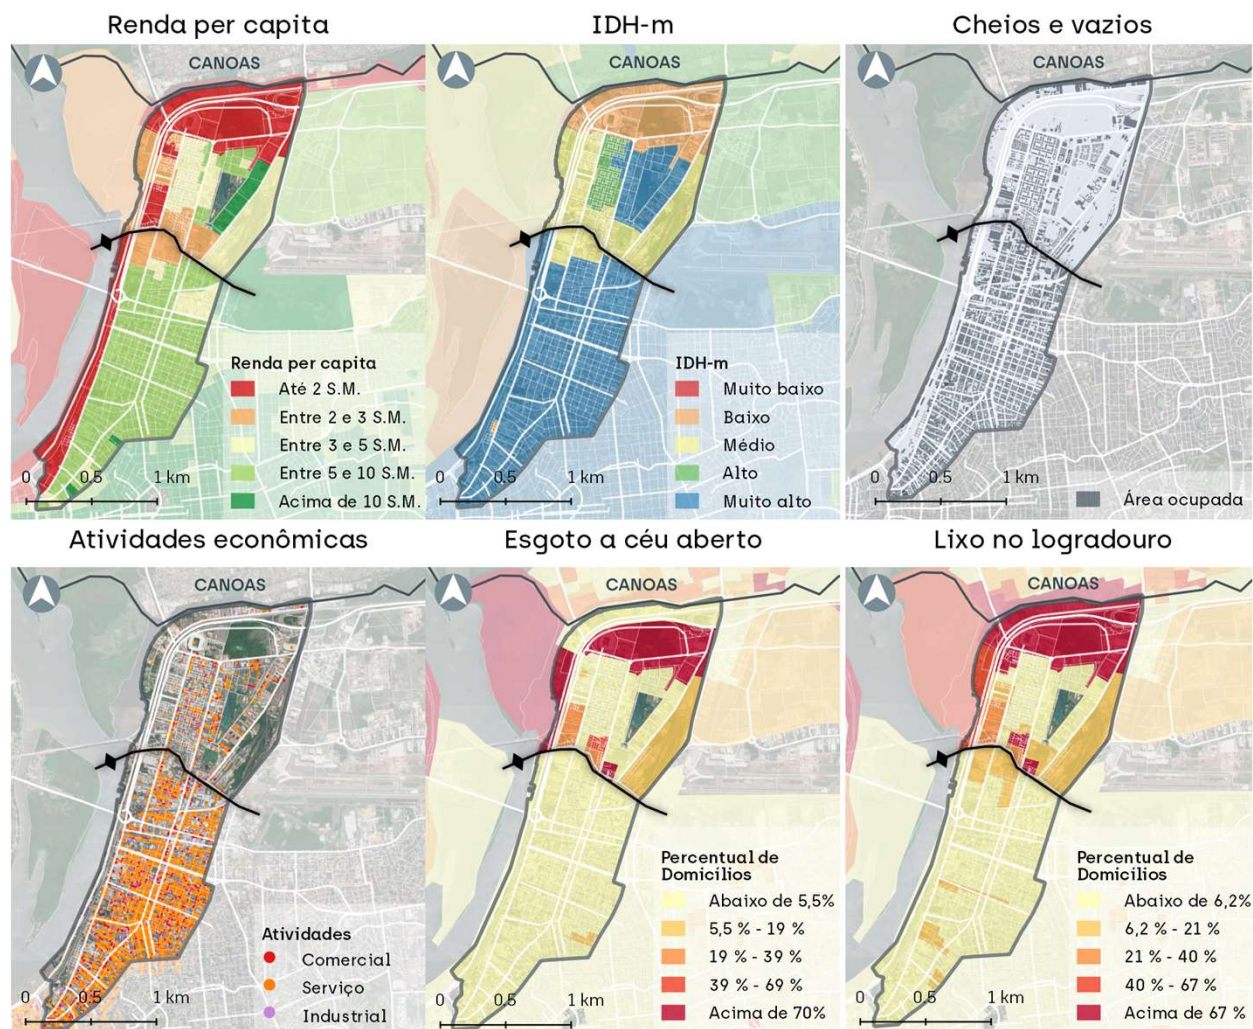 Renda per capita
CANOAS
Renda per capita
Até 2 S.M.
Entre 2 e 3 S.M.
Entre 3 e 5 S.M.
Entre 5 e 10 S.M.
Acima de 10 S.M.
0 0.5 1 km
IDH-m
CANOAS
IDH-m
Muito baixo
Baixo
Médio
Alto
Muito alto
0 0.5 1 km
Cheios e vazios
CANOAS
0 0.5 1 km
Área ocupada
Atividades econômicas
CANOAS
Atividades
Comercial
Serviço
Industrial
0 0.5 1 km
Esgoto a céu aberto
CANOAS
Percentual de
Domicílios
Abaixo de 5,5%
5,5 % - 19 %
19 % - 39 %
39 % - 69 %
Acima de 70%
0 0.5 1 km
Lixo no logradouro
CANOAS
Percentual de
Domicílios
Abaixo de 6,2%
6,2 % - 21 %
21 % - 40 %
40 % - 67 %
Acima de 67 %
0 0.5 1 km